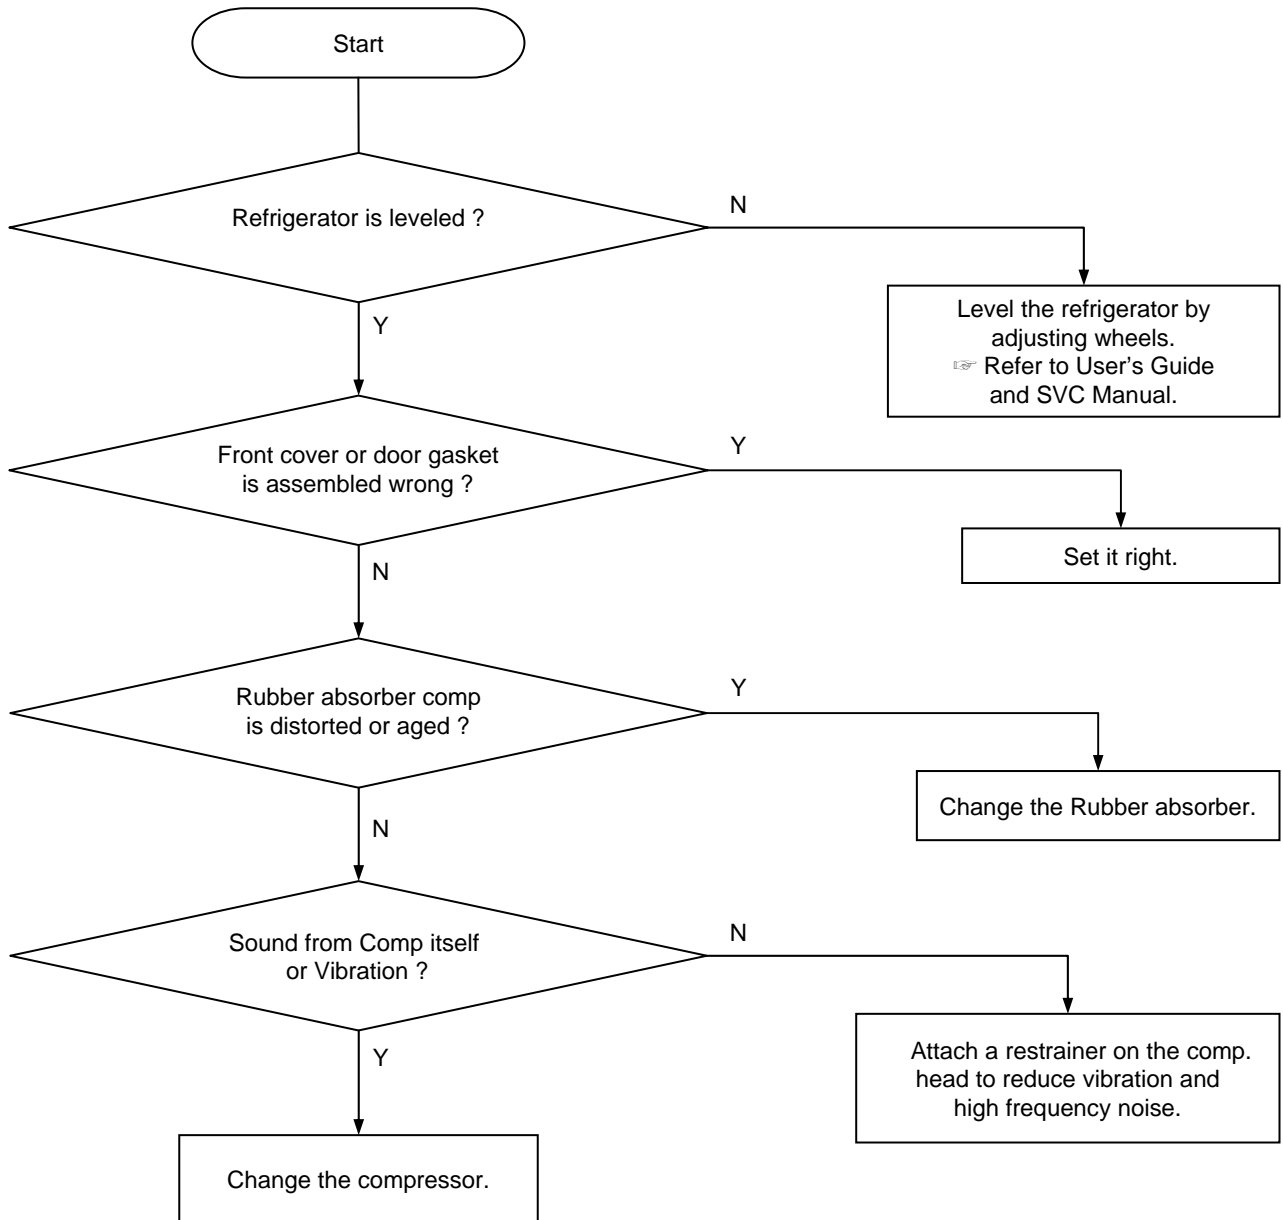 Start
Refrigerator is leveled ?
N
Y
Level the refrigerator by
adjusting wheels.
☞ Refer to User's Guide
and SVC Manual.
Front cover or door gasket
is assembled wrong ?
Y
N
Set it right.
Rubber absorber comp
is distorted or aged ?
Y
N
Change the Rubber absorber.
Sound from Comp itself
or Vibration ?
N
Y
Attach a restrainer on the comp.
head to reduce vibration and
high frequency noise.
Change the compressor.